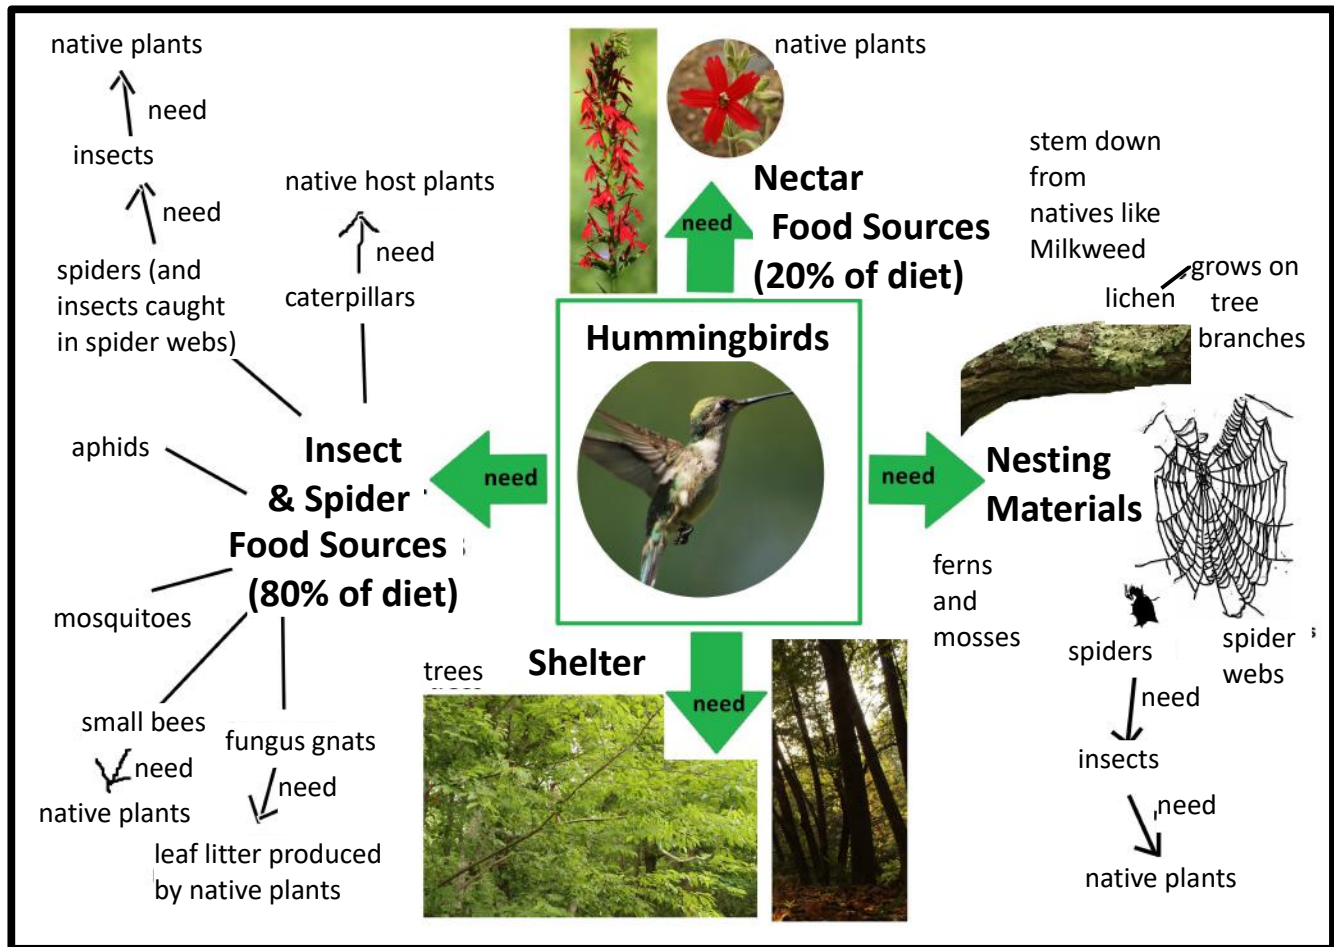 native plants
need
insects
need
spiders (and
insects caught
in spider webs)
native host plants
need
caterpillars
aphids
Insect
& Spider
Food Sources
(80% of diet)
mosquitoes
small bees
need
native plants
fungus gnats
need
leaf litter produced
by native plants
need
native plants
need
Nectar
Food Sources
(20% of diet)
Hummingbirds
need
stem down
from
natives like
Milkweed
lichen
grows on
tree
branches
Nesting
Materials
ferns
and
mosses
spiders
spider
webs
need
insects
need
native plants
trees
Shelter
need